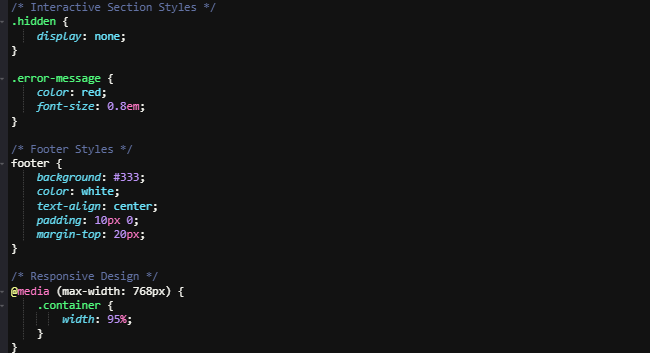 /* Interactive Section Styles */
.hidden {
    display: none;
}

.error-message {
    color: red;
    font-size: 0.8em;
}

/* Footer Styles */
footer {
    background: #333;
    color: white;
    text-align: center;
    padding: 10px 0;
    margin-top: 20px;
}

/* Responsive Design */
@media (max-width: 768px) {
    .container {
        width: 95%;
    }
}